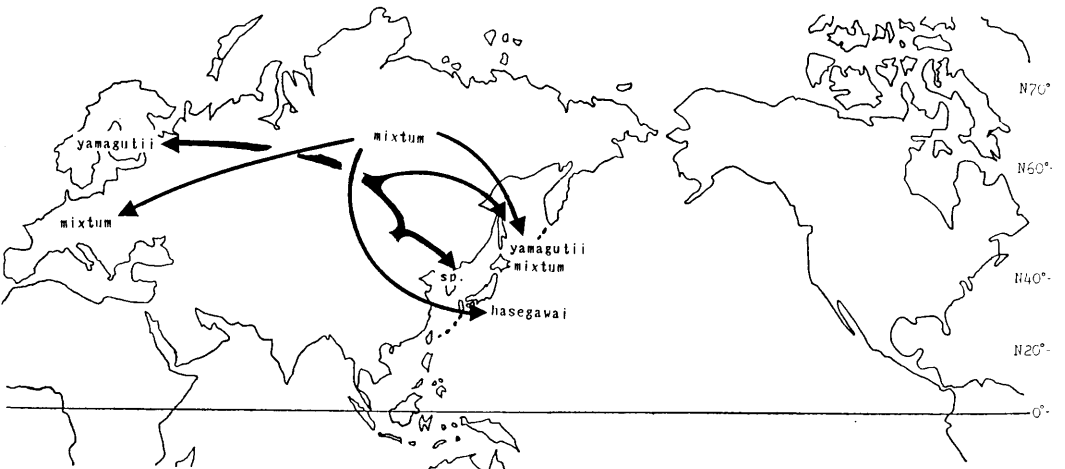 N70°
mixtum
yamagutii
N60°
mixtum
yamagutii
mixtum
sp.
N40°
hasegawai
N20°
0°